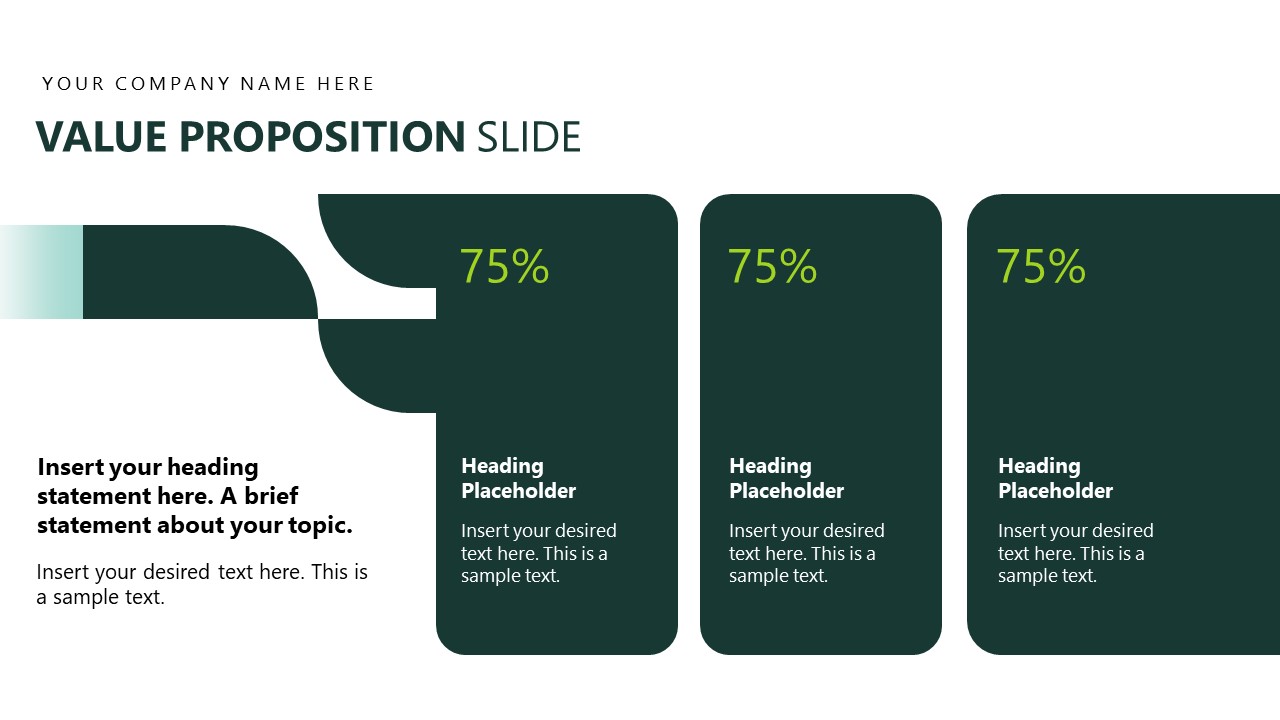 YOUR COMPANY NAME HERE
VALUE PROPOSITION SLIDE
Insert your heading
statement here. A brief
statement about your topic.
Insert your desired text here. This is
a sample text.
75%
Heading
Placeholder
Insert your desired
text here. This is a
sample text.
75%
Heading
Placeholder
Insert your desired
text here. This is a
sample text.
75%
Heading
Placeholder
Insert your desired
text here. This is a
sample text.